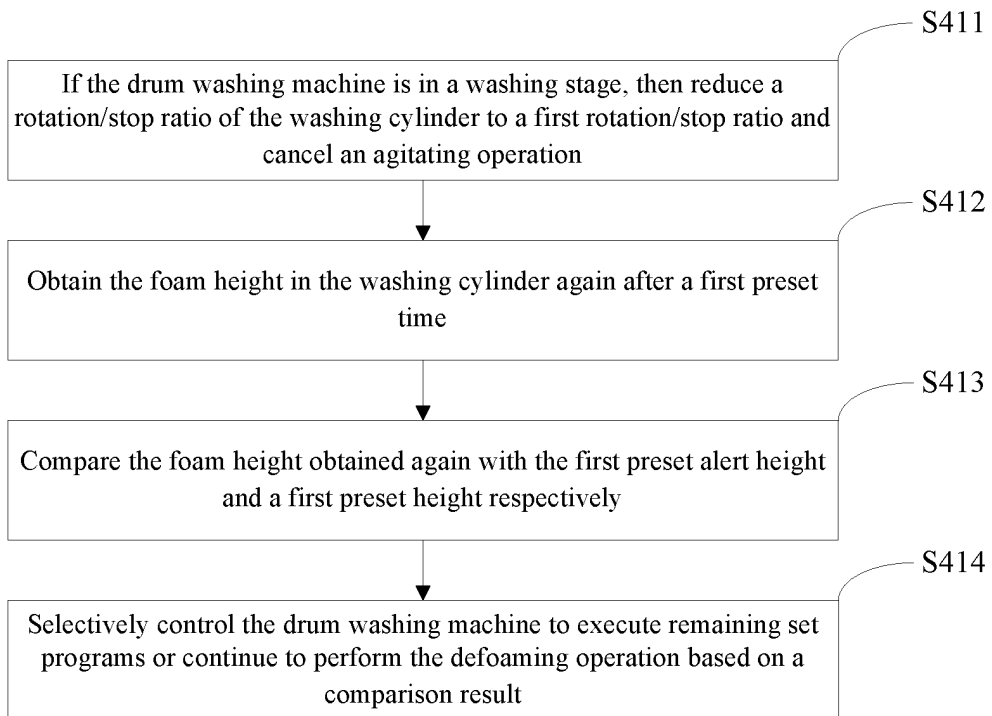 S411
If the drum washing machine is in a washing stage, then reduce a
rotation/stop ratio of the washing cylinder to a first rotation/stop ratio and
cancel an agitating operation
S412
Obtain the foam height in the washing cylinder again after a first preset
time
S413
Compare the foam height obtained again with the first preset alert height
and a first preset height respectively
S414
Selectively control the drum washing machine to execute remaining set
programs or continue to perform the defoaming operation based on a
comparison result